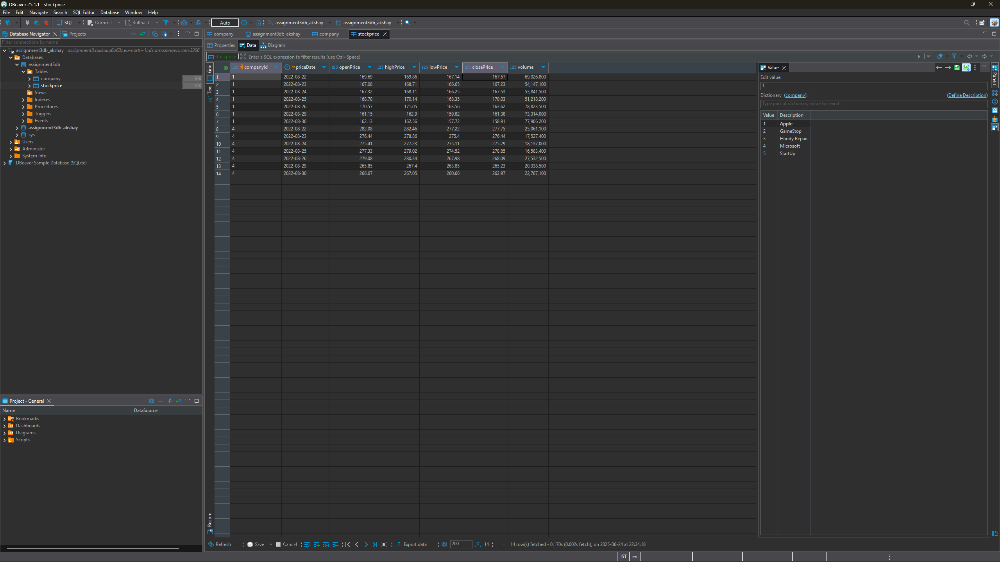 DBeaver 25.1.1 - stockprice
File Edit Navigate Search SQL Editor Database Window Help
SQL Commit Rollback Auto assignment3db_akshay assignment3db_akshay
Database Navigator Projects
Filter connections by name
assignment3db_akshay assignment3.cxokoao6q63z.eu-north-1.rds.amazonaws.com:3306
Databases
assignment3db
Tables
company 16K
stockprice 16K
Views
Indexes
Procedures
Triggers
Events
assignment3db_akshay
sys
Users
Administer
System Info
DBeaver Sample Database (SQLite)
Project - General
Name DataSource
Bookmarks
Dashboards
Diagrams
Scripts
company assignment3db_akshay company stockprice
Properties Data Diagram
stockprice Enter a SQL expression to filter results (use Ctrl+Space)
Grid
Text
Record
123 companyId priceDate 123 openPrice 123 highPrice 123 lowPrice 123 closePrice 123 volume
1 1 2022-08-22 169.69 169.86 167.14 167.57 69,026,800
2 1 2022-08-23 167.08 168.71 166.65 167.23 54,147,100
3 1 2022-08-24 167.32 168.11 166.25 167.53 53,841,500
4 1 2022-08-25 168.78 170.14 168.35 170.03 51,218,200
5 1 2022-08-26 170.57 171.05 163.56 163.62 78,823,500
6 1 2022-08-29 161.15 162.9 159.82 161.38 73,314,000
7 1 2022-08-30 162.13 162.56 157.72 158.91 77,906,200
8 4 2022-08-22 282.08 282.46 277.22 277.75 25,061,100
9 4 2022-08-23 276.44 278.86 275.4 276.44 17,527,400
10 4 2022-08-24 275.41 277.23 275.11 275.79 18,137,000
11 4 2022-08-25 277.33 279.02 274.52 278.85 16,583,400
12 4 2022-08-26 279.08 280.34 267.98 268.09 27,532,500
13 4 2022-08-29 265.85 267.4 263.85 265.23 20,338,500
14 4 2022-08-30 266.67 267.05 260.66 262.97 22,767,100
Value
Edit value:
1
Dictionary (company): (Define Description)
Type part of dictionary value to search
Value Description
1 Apple
2 GameStop
3 Handy Repair
4 Microsoft
5 StartUp
Panels
Refresh Save Cancel Export data 200 14 14 row(s) fetched - 0.170s (0.002s fetch), on 2025-06-24 at 22:24:18
IST en